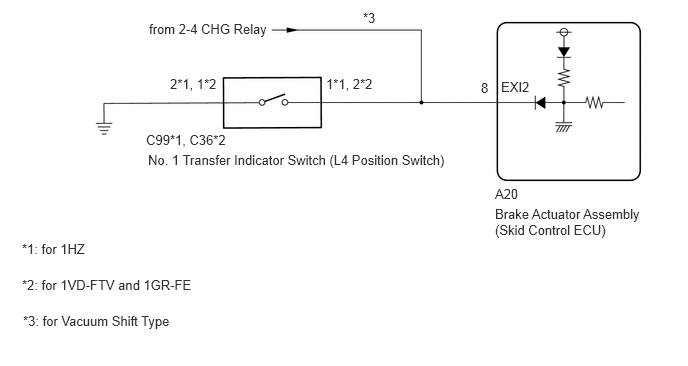 *3
from 2-4 CHG Relay
2*1, 1*2
1*1, 2*2
8
EXI2
C99*1, C36*2
No. 1 Transfer Indicator Switch (L4 Position Switch)
A20
Brake Actuator Assembly
(Skid Control ECU)
*1: for 1HZ
*2: for 1VD-FTV and 1GR-FE
*3: for Vacuum Shift Type